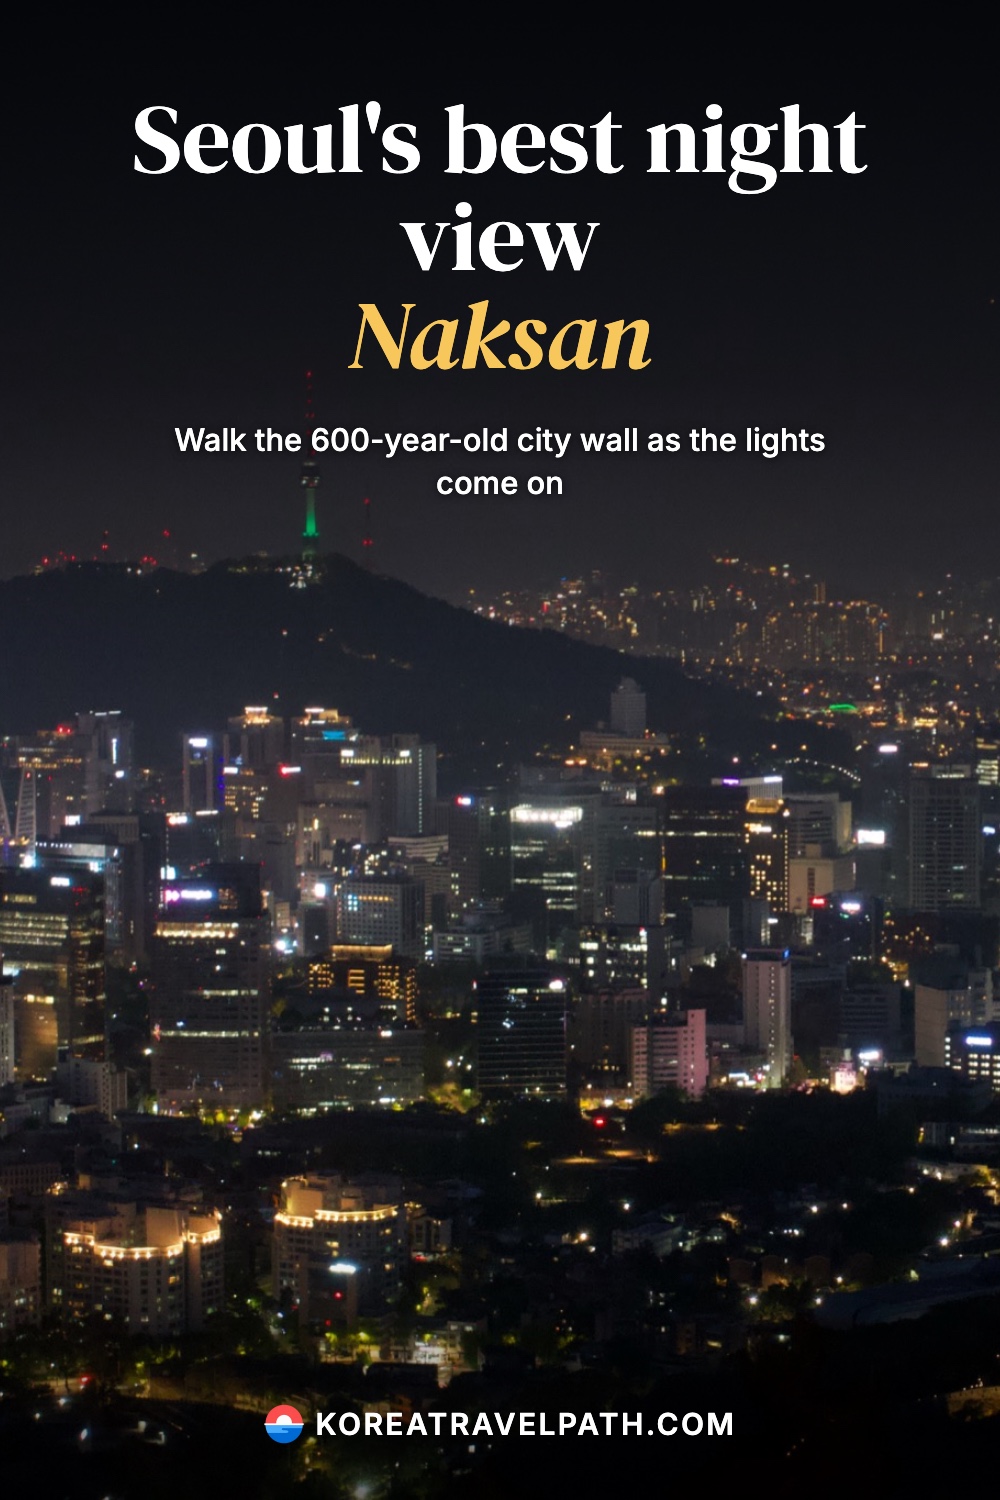 Seoul's best night
view
Naksan
Walk the 600-year-old city wall as the lights
come on
KOREATRAVELPATH.COM